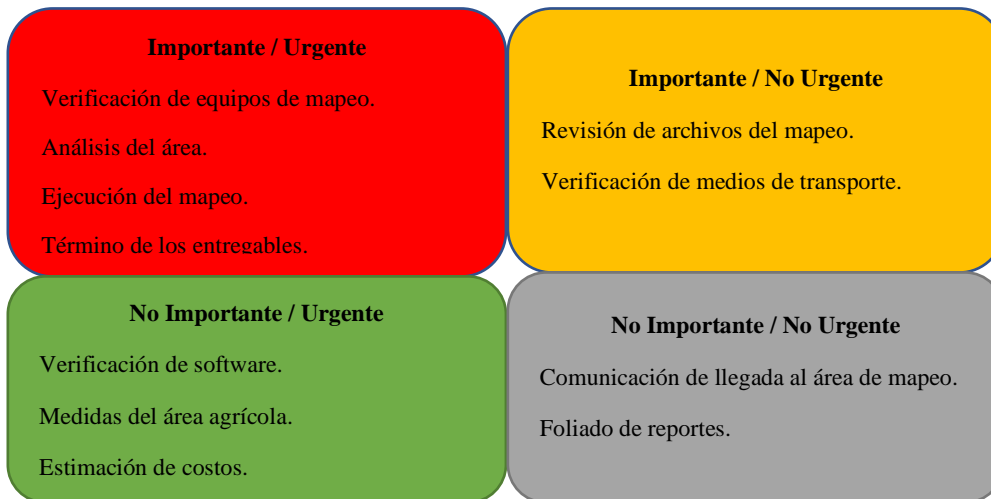 Importante / Urgente
Verificación de equipos de mapeo.
Análisis del área.
Ejecución del mapeo.
Término de los entregables.
Importante / No Urgente
Revisión de archivos del mapeo.
Verificación de medios de transporte.
No Importante / Urgente
Verificación de software.
Medidas del área agrícola.
Estimación de costos.
No Importante / No Urgente
Comunicación de llegada al área de mapeo.
Foliado de reportes.